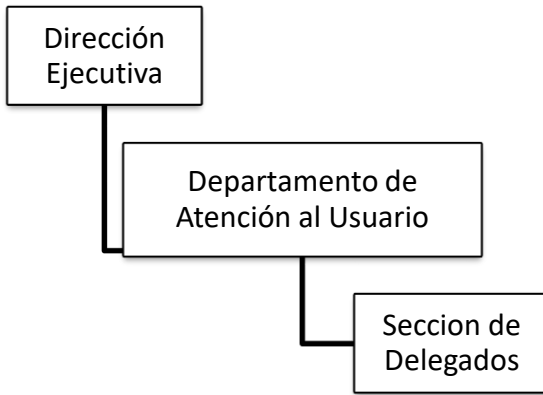 Dirección
Ejecutiva
Departamento de
Atención al Usuario
Seccion de
Delegados